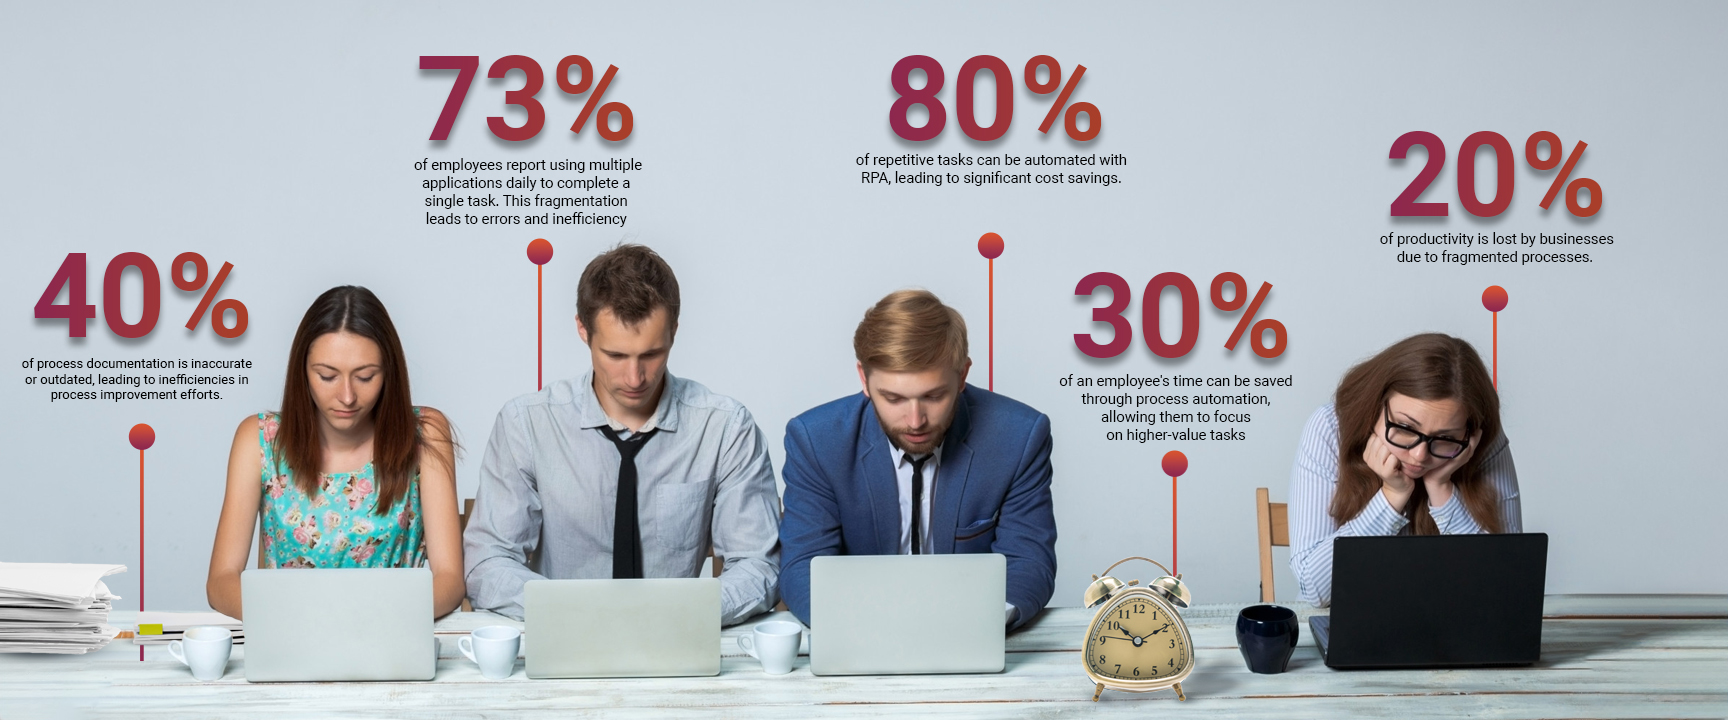 40%
of process documentation is inaccurate
or outdated, leading to inefficiencies in
process improvement efforts.
73%
of employees report using multiple
applications daily to complete a
single task. This fragmentation
leads to errors and inefficiency
80%
of repetitive tasks can be automated with
RPA, leading to significant cost savings.
30%
of an employee's time can be saved
through process automation,
allowing them to focus
on higher-value tasks
20%
of productivity is lost by businesses
due to fragmented processes.
12
1
2
3
4
5
6
7
8
9
10
11